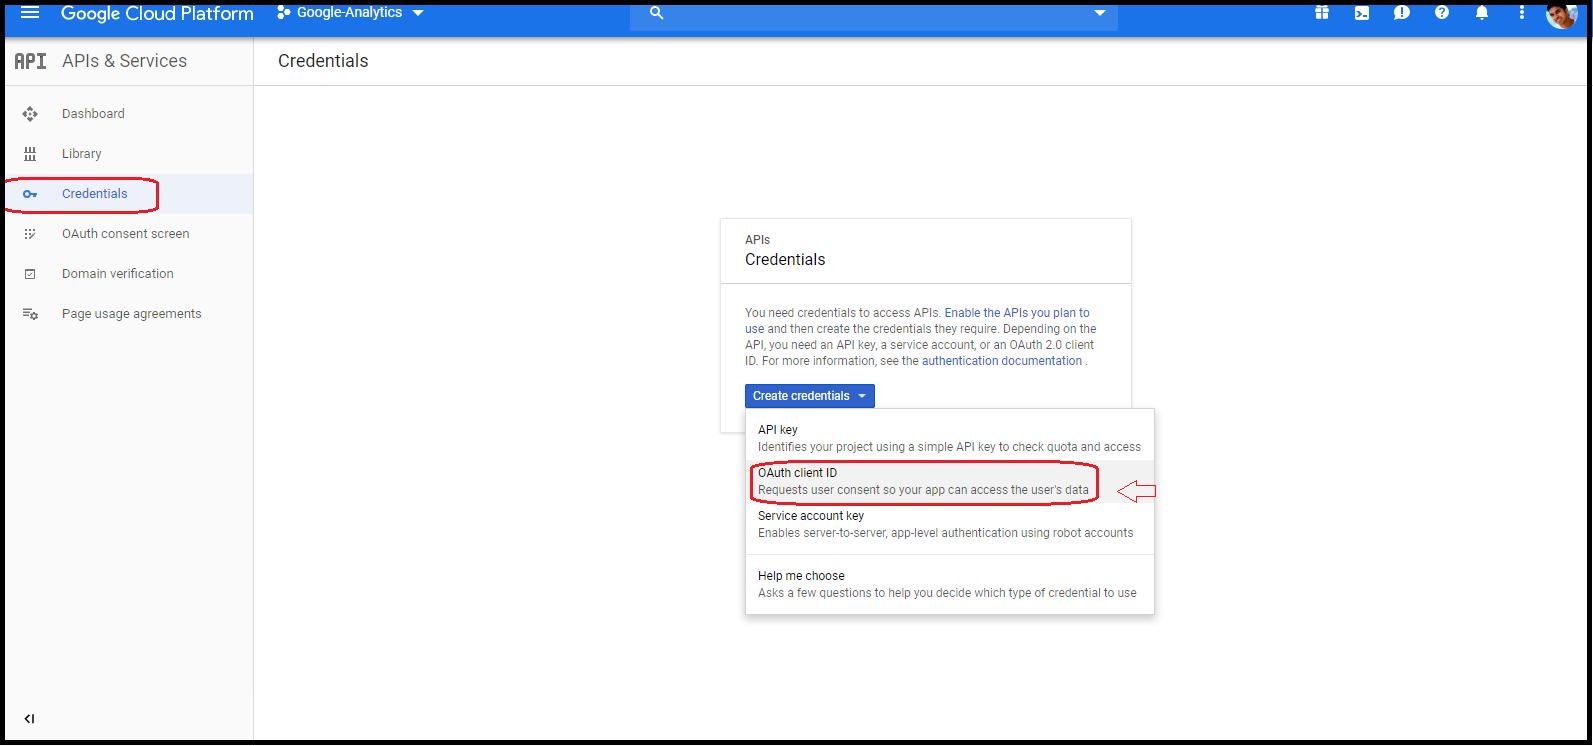 Google Cloud Platform
Google-Analytics
API APIs & Services
Credentials
Dashboard
Library
Credentials
OAuth consent screen
Domain verification
Page usage agreements
APIs
Credentials
You need credentials to access APIs. Enable the APIs you plan to
use and then create the credentials they require. Depending on the
API, you need an API key, a service account, or an OAuth 2.0 client
ID. For more information, see the authentication documentation .
Create credentials
API key
Identifies your project using a simple API key to check quota and access
OAuth client ID
Requests user consent so your app can access the user's data
Service account key
Enables server-to-server, app-level authentication using robot accounts
Help me choose
Asks a few questions to help you decide which type of credential to use